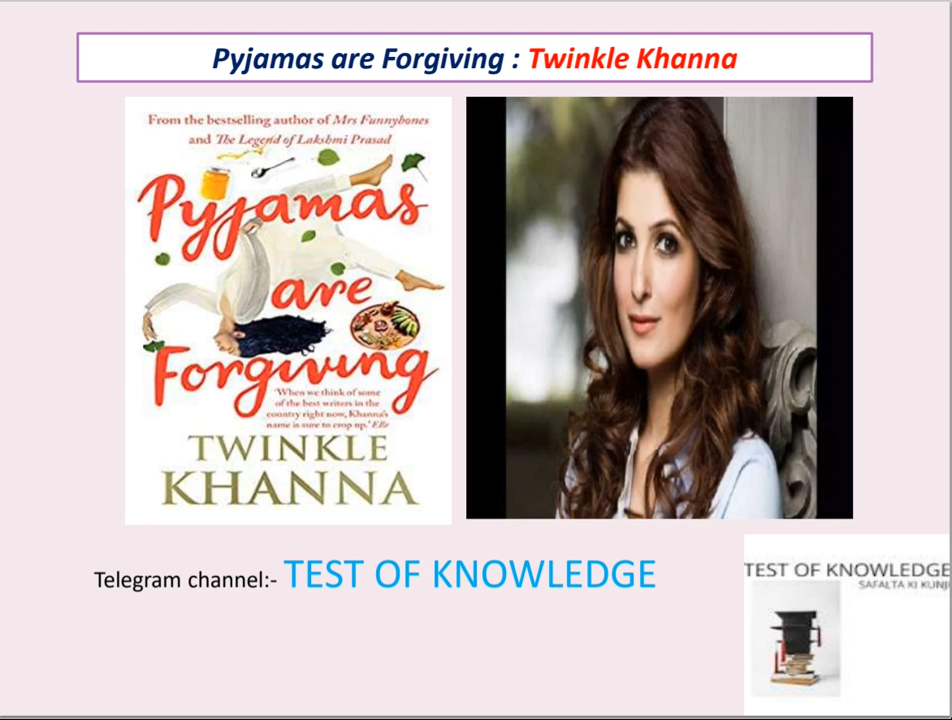 Pyjamas are Forgiving : Twinkle Khanna
From the bestselling author of Mrs Funnybones
and The Legend of Lakshmi Prasad
Pyjamas
are
Forgiving
'When we think of some
of the best writers in the
country right now, Khanna's
name is sure to crop up.' Elle
TWINKLE
KHANNA
Telegram channel:- TEST OF KNOWLEDGE
TEST OF KNOWLEDGE
SAFALTA KI KUNJI